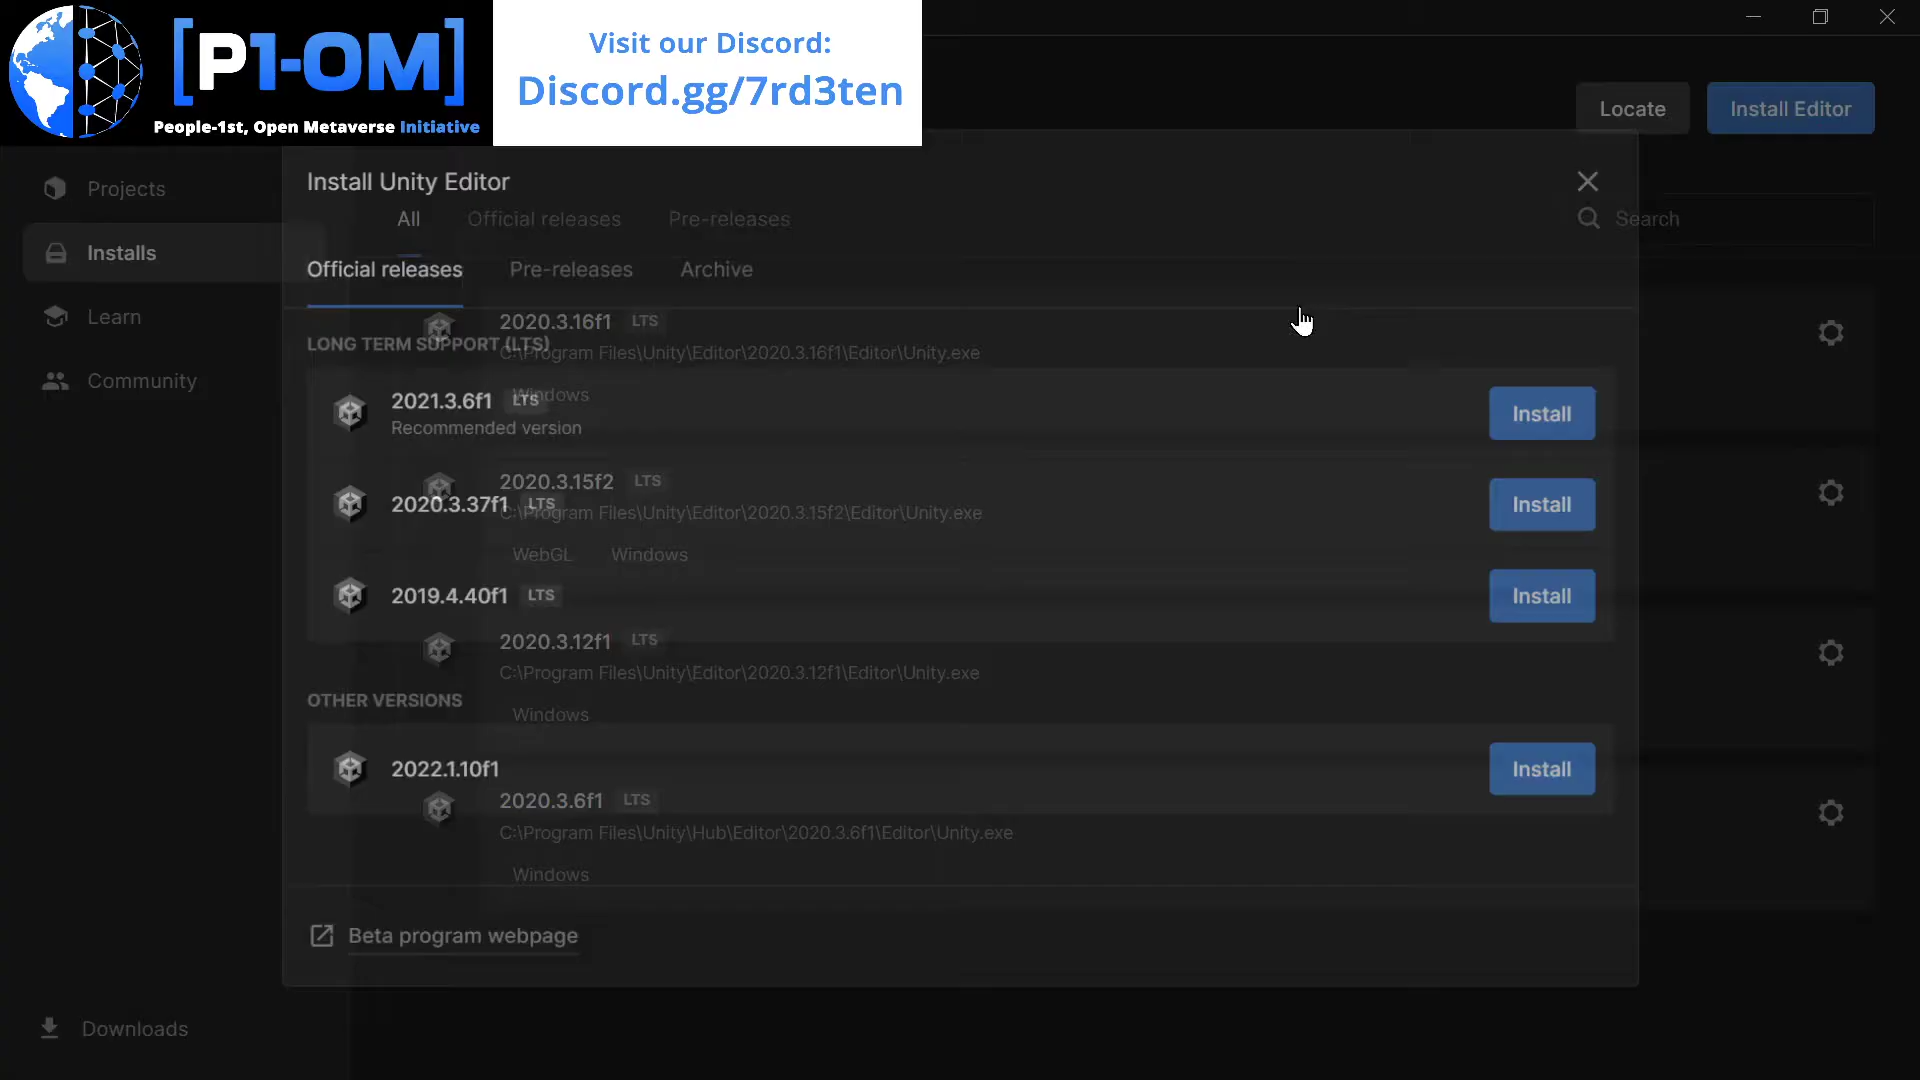 [P1-OM]
People-1st, Open Metaverse Initiative
Visit our Discord:
Discord.gg/7rd3ten
Locate
Install Editor
Projects
Installs
Learn
Community
Downloads
Install Unity Editor
All Official releases Pre-releases
Search
Official releases Pre-releases Archive
2020.3.16f1 LTS
LONG TERM SUPPORT (LTS)
C:\Program Files\Unity\Editor\2020.3.16f1\Editor\Unity.exe
Windows
2021.3.6f1 LTS
Recommended version
Install
2020.3.15f2 LTS
2020.3.37f1 LTS
Install
C:\Program Files\Unity\Editor\2020.3.15f2\Editor\Unity.exe
WebGL Windows
2019.4.40f1 LTS
Install
2020.3.12f1 LTS
C:\Program Files\Unity\Editor\2020.3.12f1\Editor\Unity.exe
OTHER VERSIONS
Windows
2022.1.10f1
Install
2020.3.6f1 LTS
C:\Program Files\Unity\Hub\Editor\2020.3.6f1\Editor\Unity.exe
Windows
Beta program webpage